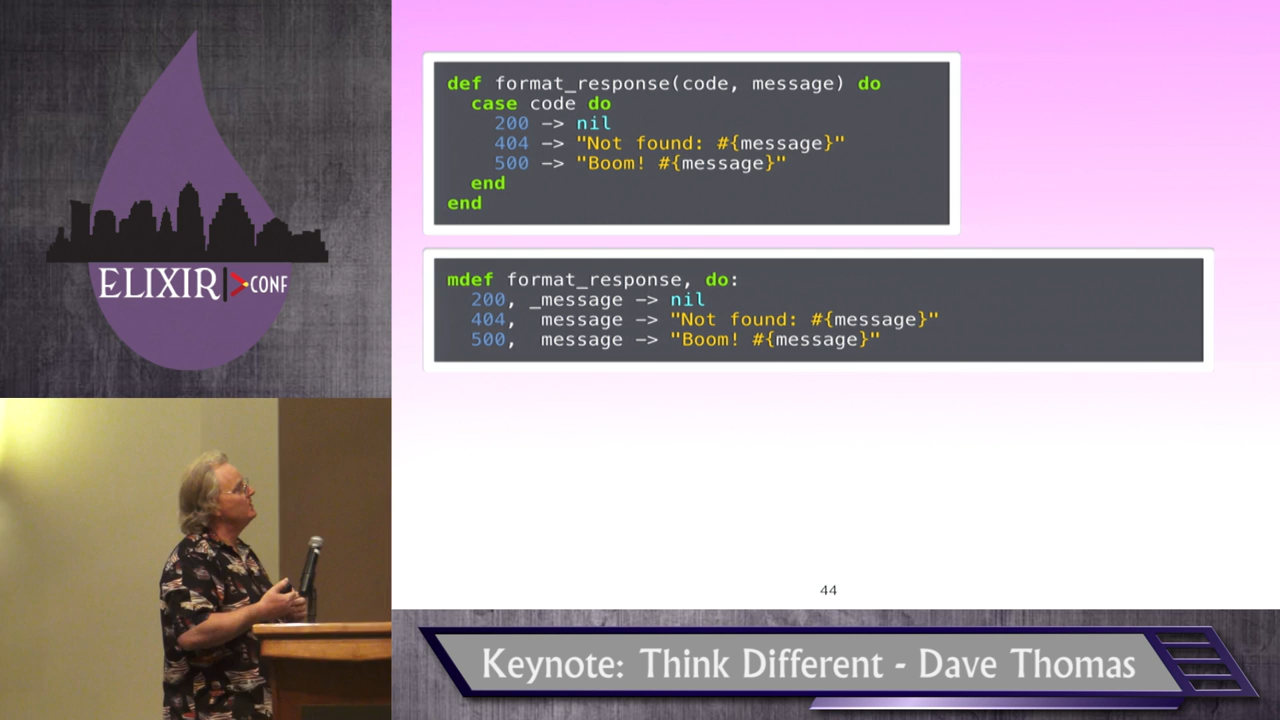 ELIXIR CONF
def format_response(code, message) do
  case code do
    200 -> nil
    404 -> "Not found: #{message}"
    500 -> "Boom! #{message}"
  end
end
mdef format_response, do:
  200, _message -> nil
  404,  message -> "Not found: #{message}"
  500,  message -> "Boom! #{message}"
44
Keynote: Think Different - Dave Thomas